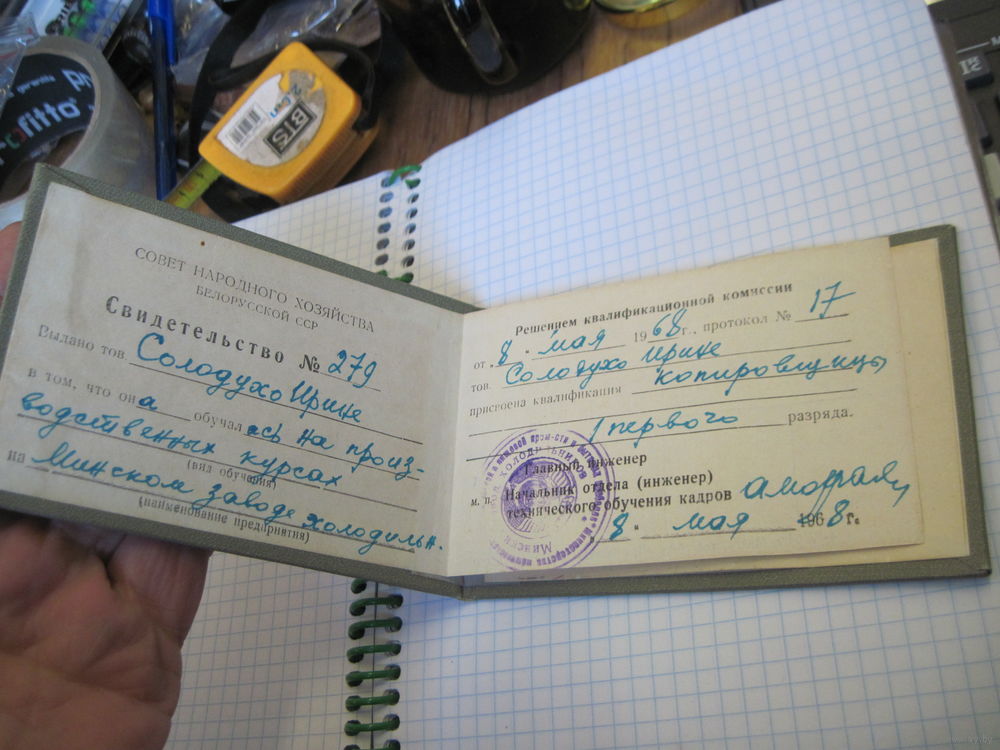 СОВЕТ НАРОДНОГО ХОЗЯЙСТВА
БЕЛОРУССКОЙ ССР
Свидетельство № 279
Выдано тов. Солодухо Ирине
в том, что она обучалась на произ-
водственных курсах
(вид обучения)
на Минском заводе холодильн.
(наименование предприятия)
Решением квалификационной комиссии
от „8" мая 1968 г., протокол № 17
тов. Солодухо Ирине
присвоена квалификация копировщицы
1 первого разряда.
Главный инженер
м. п. Начальник отдела (инженер)
технического обучения кадров
„8" мая 1968 г.
BTS
fitto